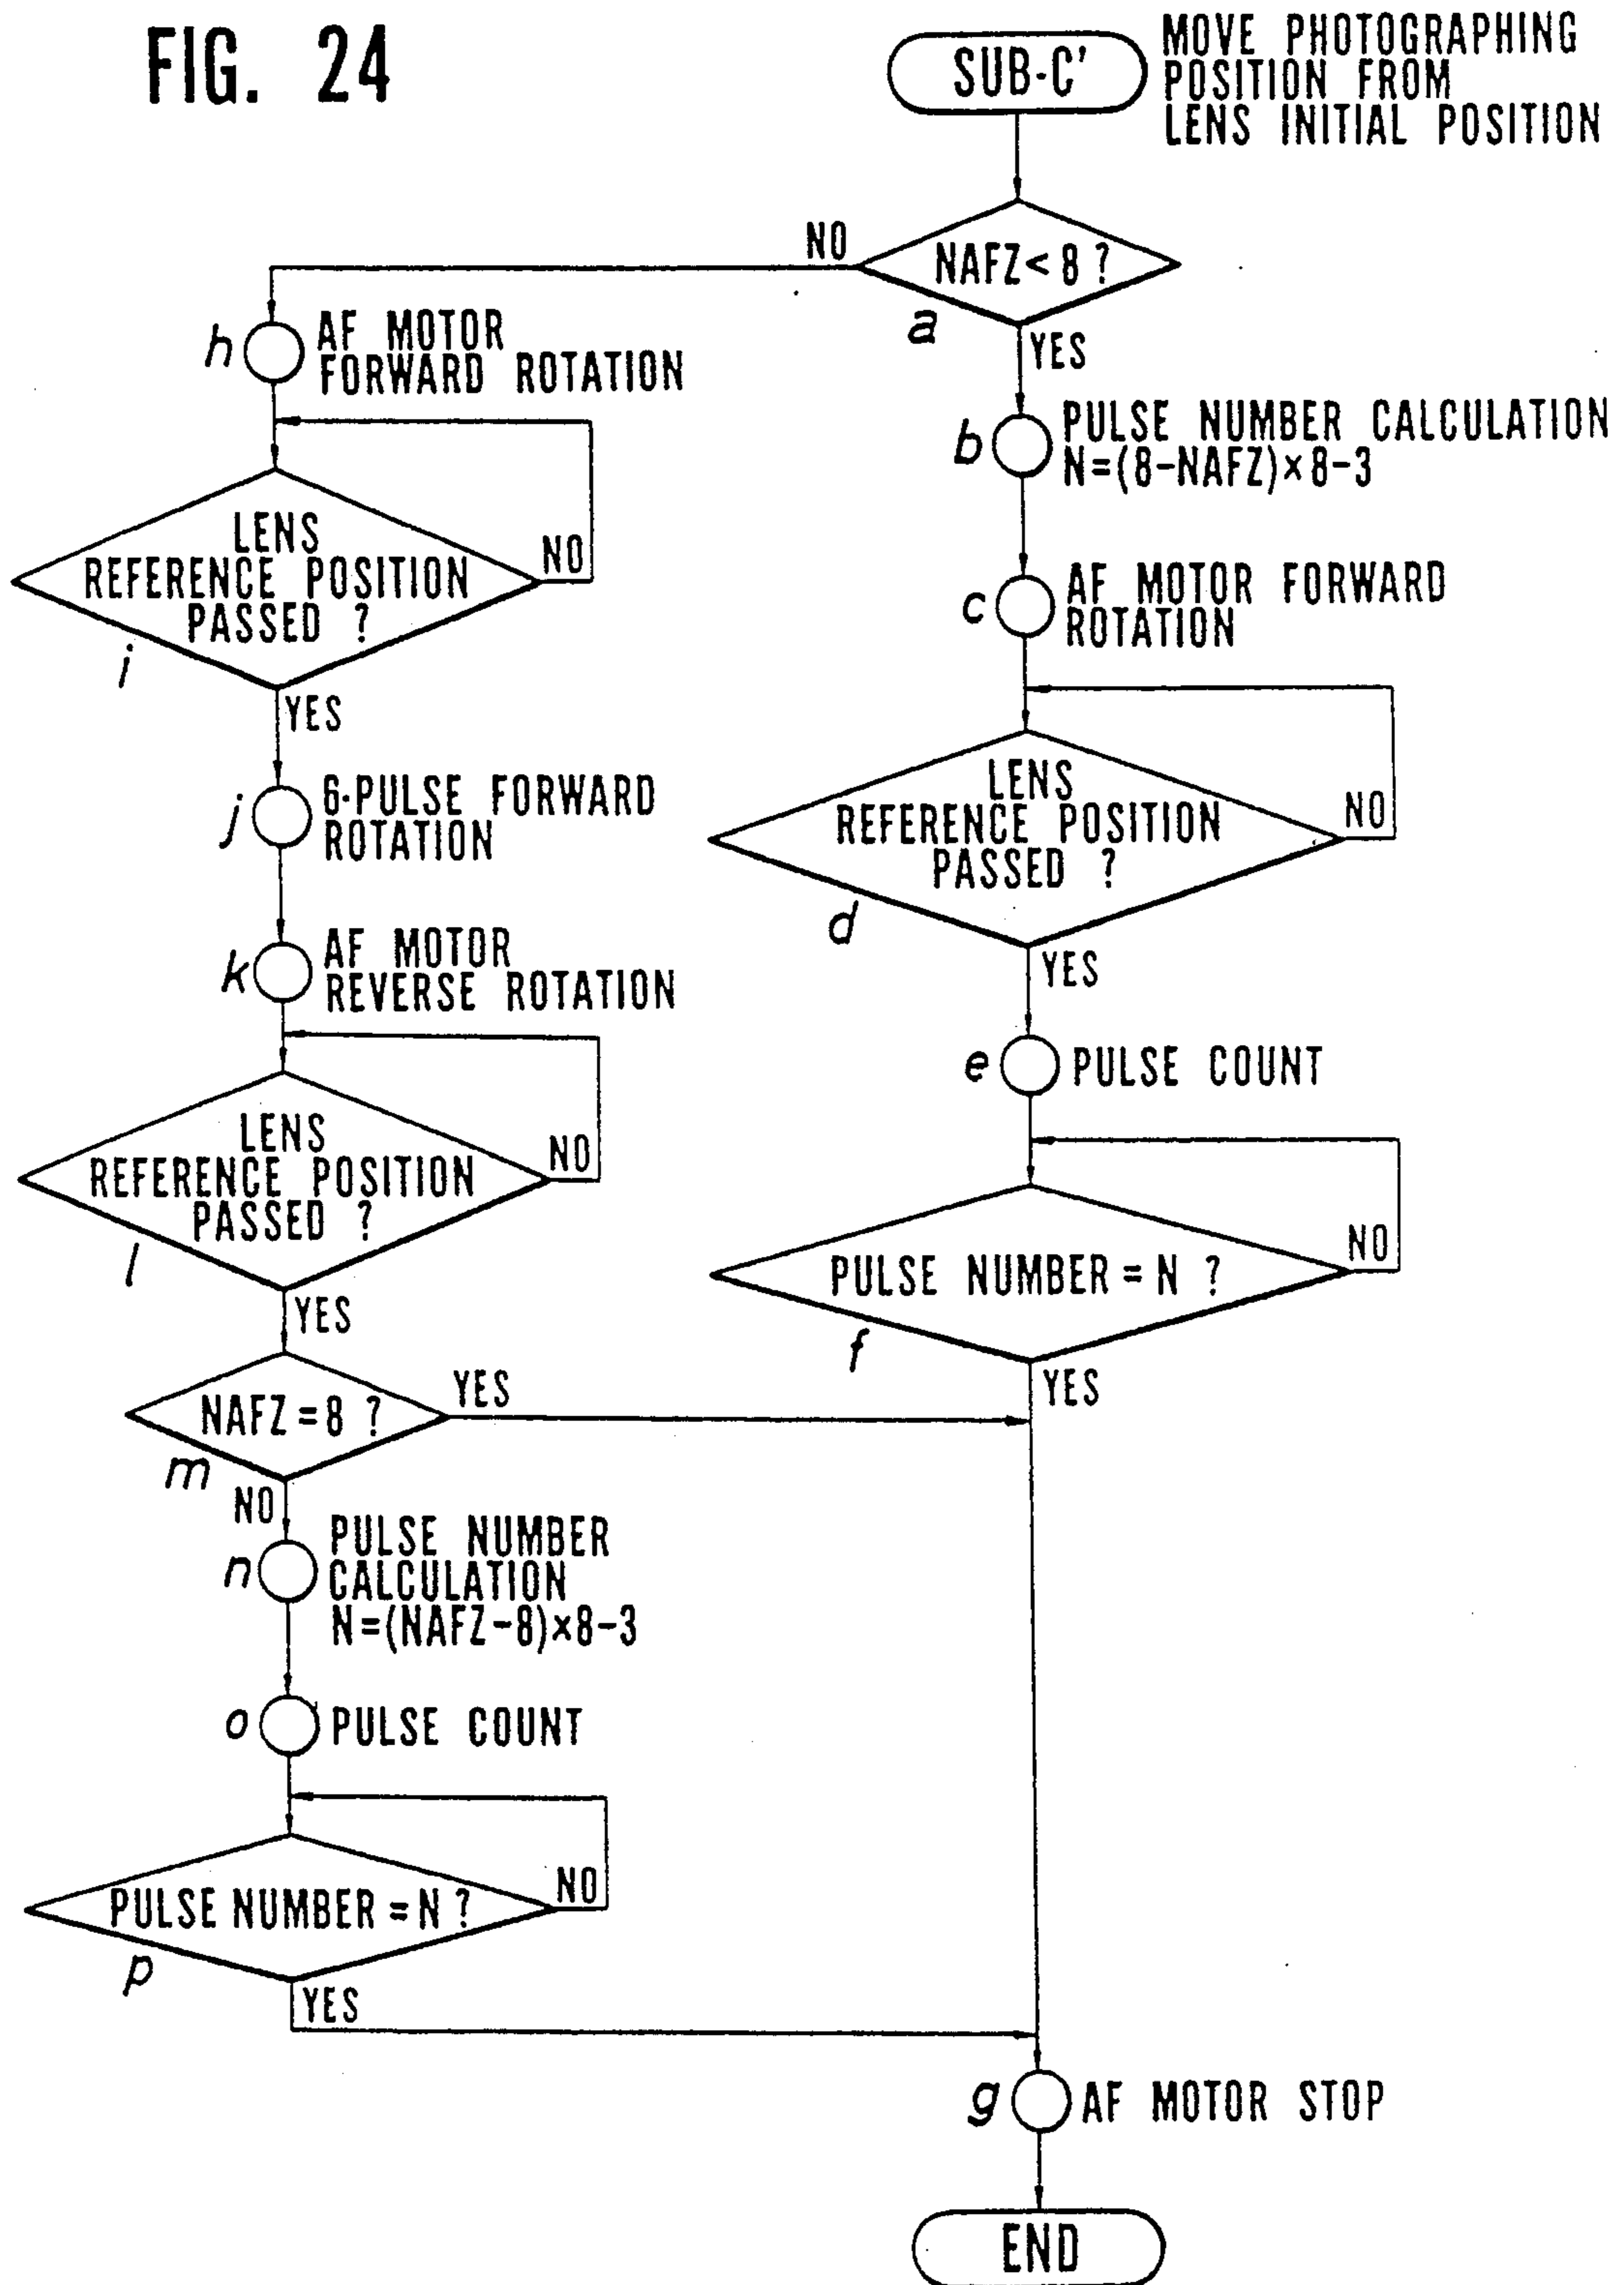 FIG. 24
SUB-C'
MOVE PHOTOGRAPHING
POSITION FROM
LENS INITIAL POSITION
NAFZ<8 ?
a
NO
YES
b
PULSE NUMBER CALCULATION
N=(8-NAFZ)×8-3
c
AF MOTOR FORWARD
ROTATION
LENS
REFERENCE POSITION
PASSED ?
d
NO
YES
e
PULSE COUNT
PULSE NUMBER = N ?
f
NO
YES
h
AF MOTOR
FORWARD ROTATION
LENS
REFERENCE POSITION
PASSED ?
i
NO
YES
j
6-PULSE FORWARD
ROTATION
k
AF MOTOR
REVERSE ROTATION
LENS
REFERENCE POSITION
PASSED ?
l
NO
YES
NAFZ=8 ?
m
YES
NO
n
PULSE NUMBER
CALCULATION
N=(NAFZ-8)×8-3
o
PULSE COUNT
PULSE NUMBER = N ?
p
NO
YES
g
AF MOTOR STOP
END